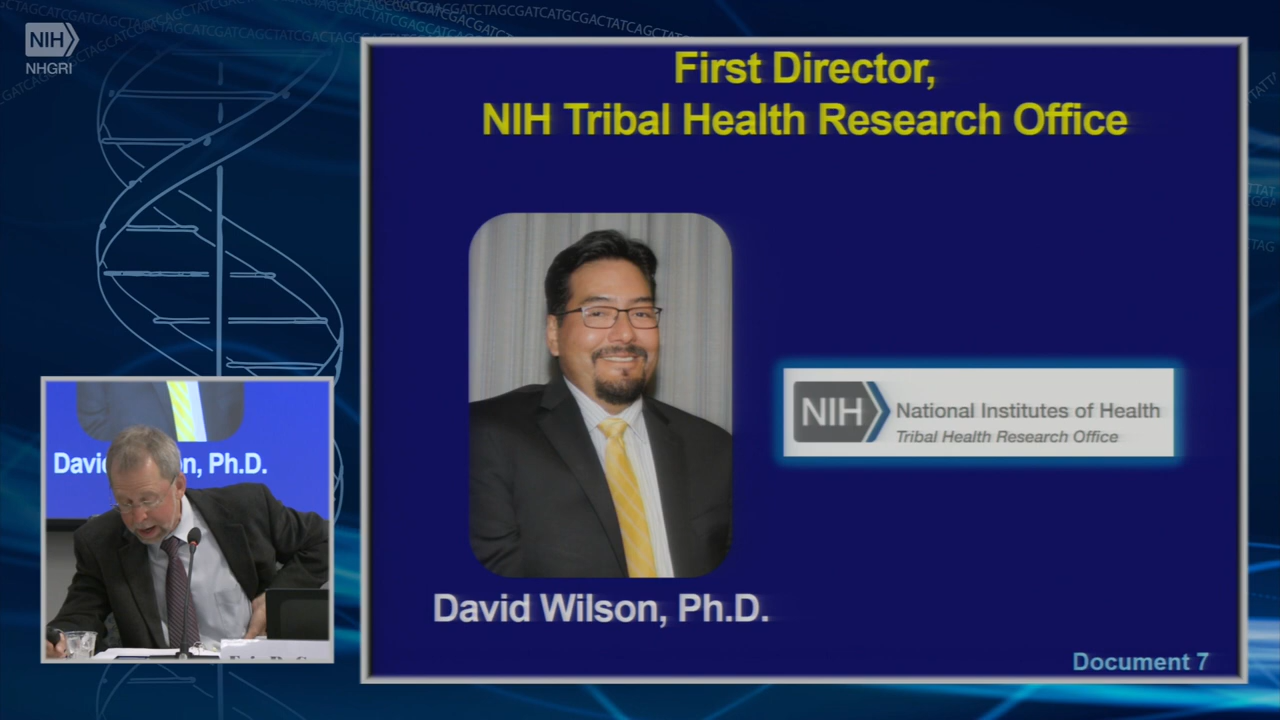 NIH
NHGRI
First Director,
NIH Tribal Health Research Office
NIH
National Institutes of Health
Tribal Health Research Office
David Wilson, Ph.D.
Document 7
n, Ph.D.